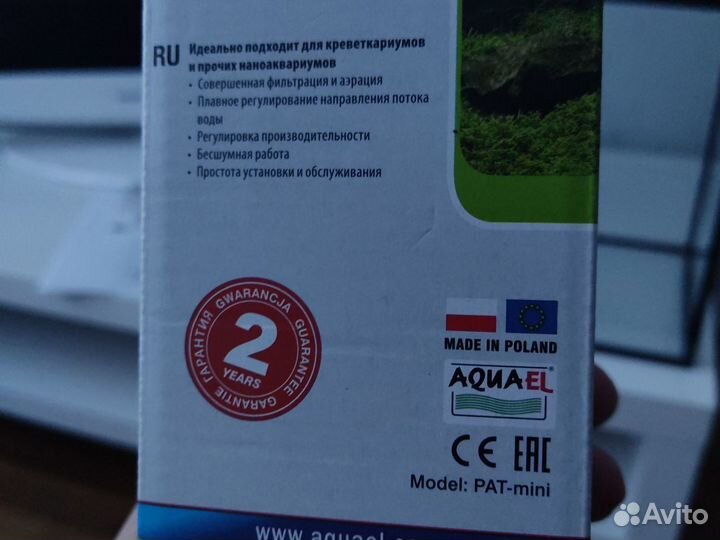 RU
Идеально подходит для креветкариумов
и прочих наноаквариумов
• Совершенная фильтрация и аэрация
• Плавное регулирование направления потока
воды
• Регулировка производительности
• Бесшумная работа
• Простота установки и обслуживания
ГАРАНТИЯ GWARANCJA GUARANTEE GARANTIE
2
YEARS
MADE IN POLAND
AQUAEL®
CE EAC
Model: PAT-mini
www.aquael.
Avito